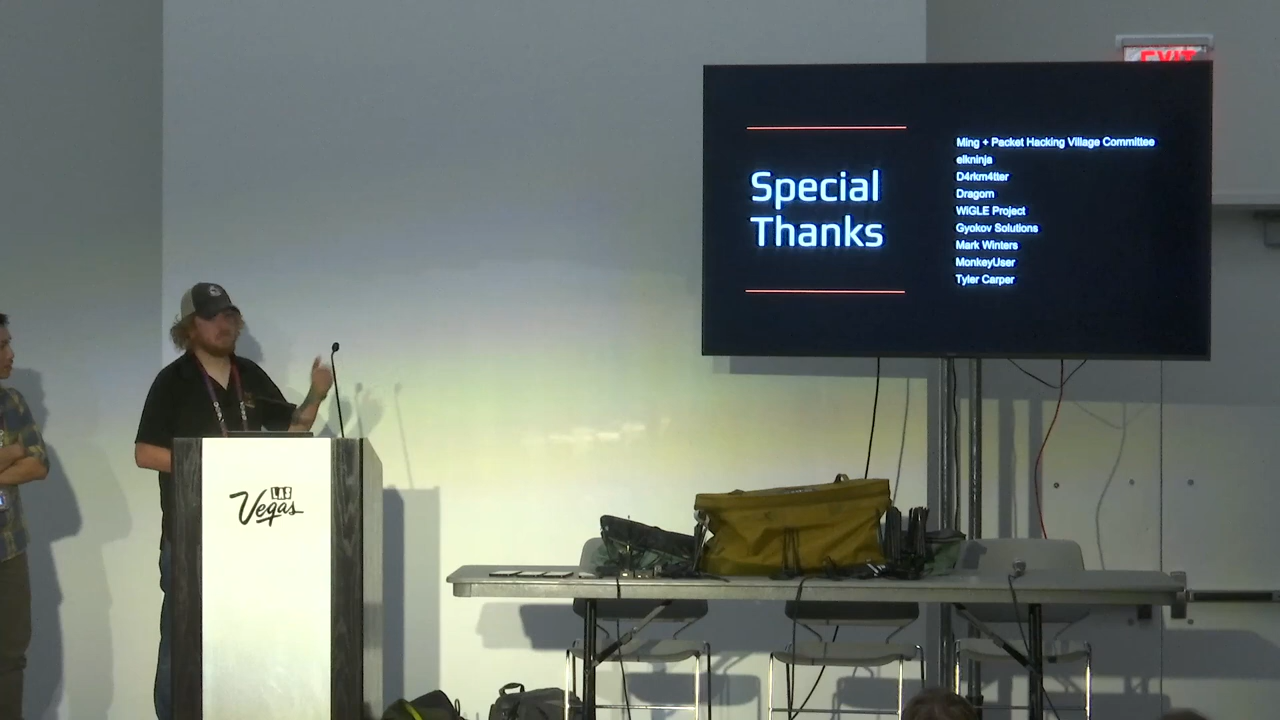 EXIT
Special
Thanks
Ming + Packet Hacking Village Committee
elkninja
D4rkm4tter
Dragorn
WiGLE Project
Gyokov Solutions
Mark Winters
MonkeyUser
Tyler Carper
LAS
Vegas